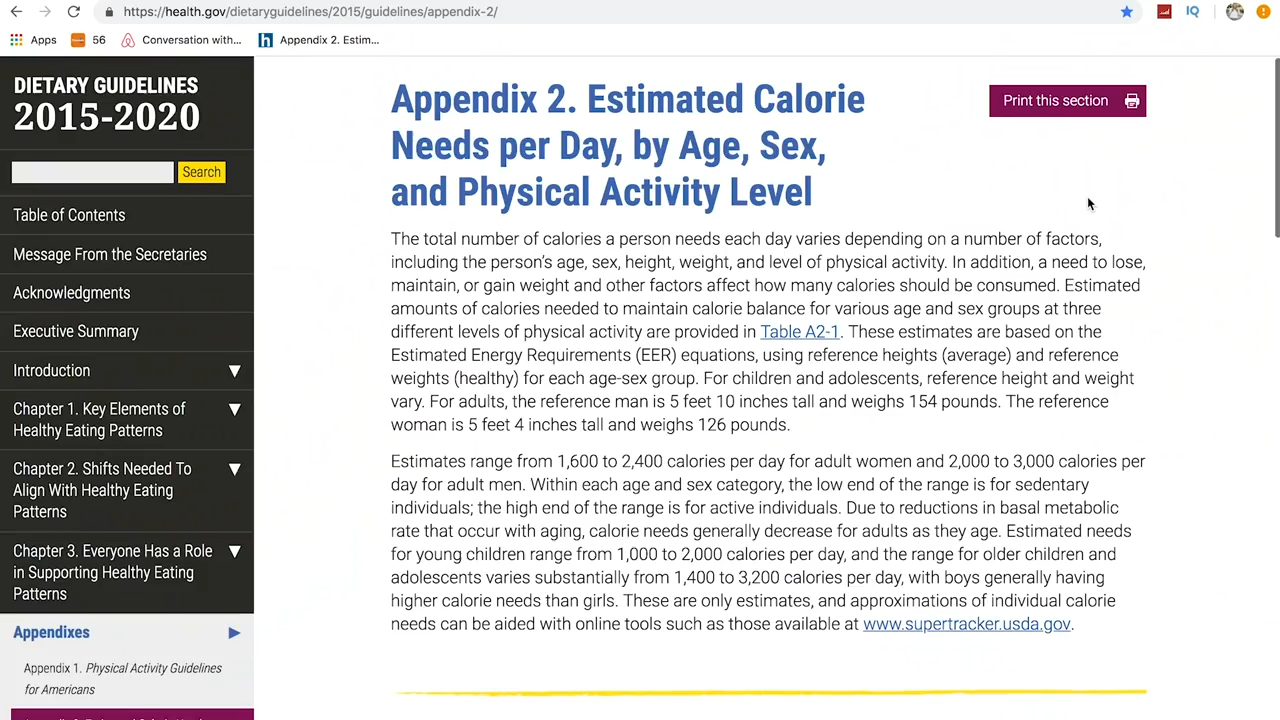 https://health.gov/dietaryguidelines/2015/guidelines/appendix-2/
IQ
Apps
56
Conversation with...
Appendix 2. Estim...
DIETARY GUIDELINES
2015-2020
Search
Table of Contents
Message From the Secretaries
Acknowledgments
Executive Summary
Introduction
Chapter 1. Key Elements of
Healthy Eating Patterns
Chapter 2. Shifts Needed To
Align With Healthy Eating
Patterns
Chapter 3. Everyone Has a Role
in Supporting Healthy Eating
Patterns
Appendixes
Appendix 1. Physical Activity Guidelines
for Americans
Appendix 2. Estimated Calorie
Needs per Day, by Age, Sex,
and Physical Activity Level
Print this section
The total number of calories a person needs each day varies depending on a number of factors,
including the person's age, sex, height, weight, and level of physical activity. In addition, a need to lose,
maintain, or gain weight and other factors affect how many calories should be consumed. Estimated
amounts of calories needed to maintain calorie balance for various age and sex groups at three
different levels of physical activity are provided in Table A2-1. These estimates are based on the
Estimated Energy Requirements (EER) equations, using reference heights (average) and reference
weights (healthy) for each age-sex group. For children and adolescents, reference height and weight
vary. For adults, the reference man is 5 feet 10 inches tall and weighs 154 pounds. The reference
woman is 5 feet 4 inches tall and weighs 126 pounds.
Estimates range from 1,600 to 2,400 calories per day for adult women and 2,000 to 3,000 calories per
day for adult men. Within each age and sex category, the low end of the range is for sedentary
individuals; the high end of the range is for active individuals. Due to reductions in basal metabolic
rate that occur with aging, calorie needs generally decrease for adults as they age. Estimated needs
for young children range from 1,000 to 2,000 calories per day, and the range for older children and
adolescents varies substantially from 1,400 to 3,200 calories per day, with boys generally having
higher calorie needs than girls. These are only estimates, and approximations of individual calorie
needs can be aided with online tools such as those available at www.supertracker.usda.gov.